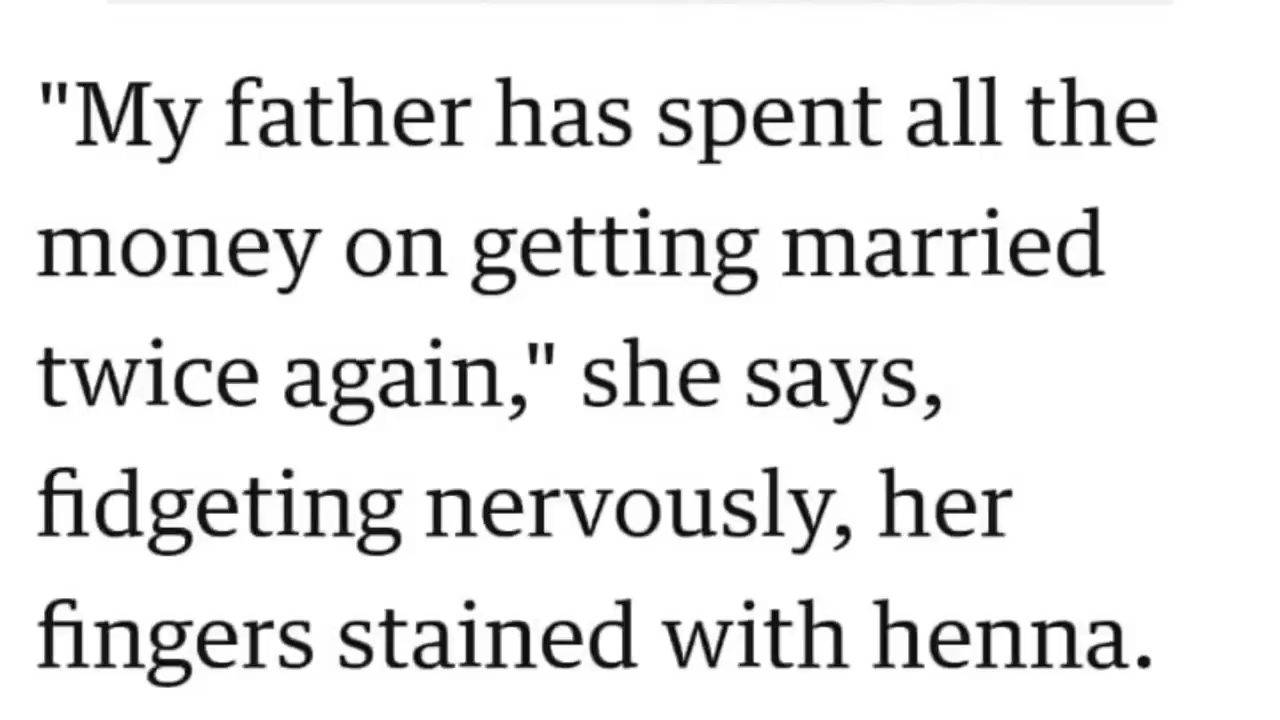 "My father has spent all the
money on getting married
twice again," she says,
fidgeting nervously, her
fingers stained with henna.